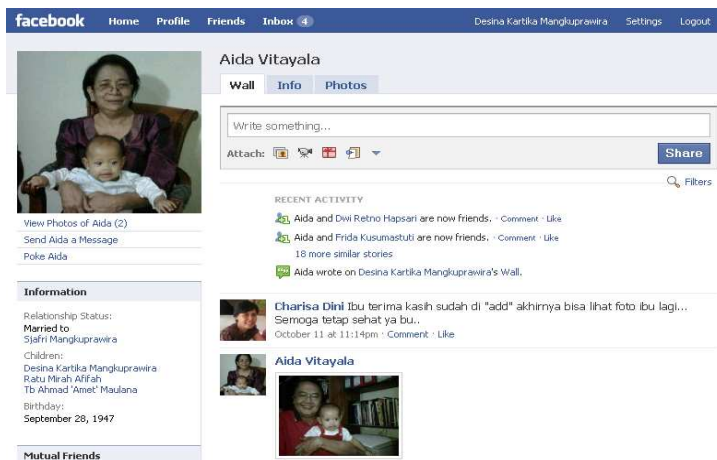 facebook Home Profile Friends Inbox 4 Desina Kartika Mangkuprawira Settings Logout
Aida Vitayala
Wall Info Photos
Write something...
Attach: Share
Filters
RECENT ACTIVITY
Aida and Dwi Retno Hapsari are now friends. · Comment · Like
Aida and Frida Kusumastuti are now friends. · Comment · Like
18 more similar stories
Aida wrote on Desina Kartika Mangkuprawira's Wall.
Charisa Dini Ibu terima kasih sudah di "add" akhirnya bisa lihat foto ibu lagi...
Semoga tetap sehat ya bu..
October 11 at 11:14pm · Comment · Like
Aida Vitayala
View Photos of Aida (2)
Send Aida a Message
Poke Aida
Information
Relationship Status:
Married to
Sjafri Mangkuprawira
Children:
Desina Kartika Mangkuprawira
Ratu Mirah Afifah
Tb Ahmad 'Amet' Maulana
Birthday:
September 28, 1947
Mutual Friends